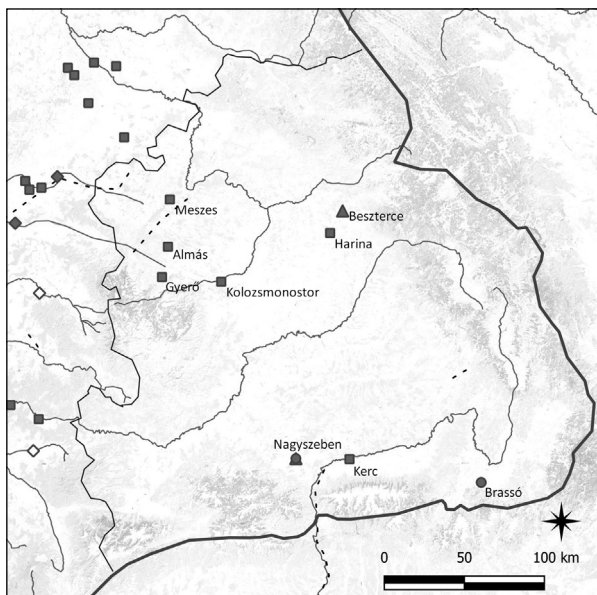 Meszes
Beszterce
Harina
Almás
Gyerő
Kolozsmonostor
Nagyszeben
Kerc
Brassó
0 50 100 km